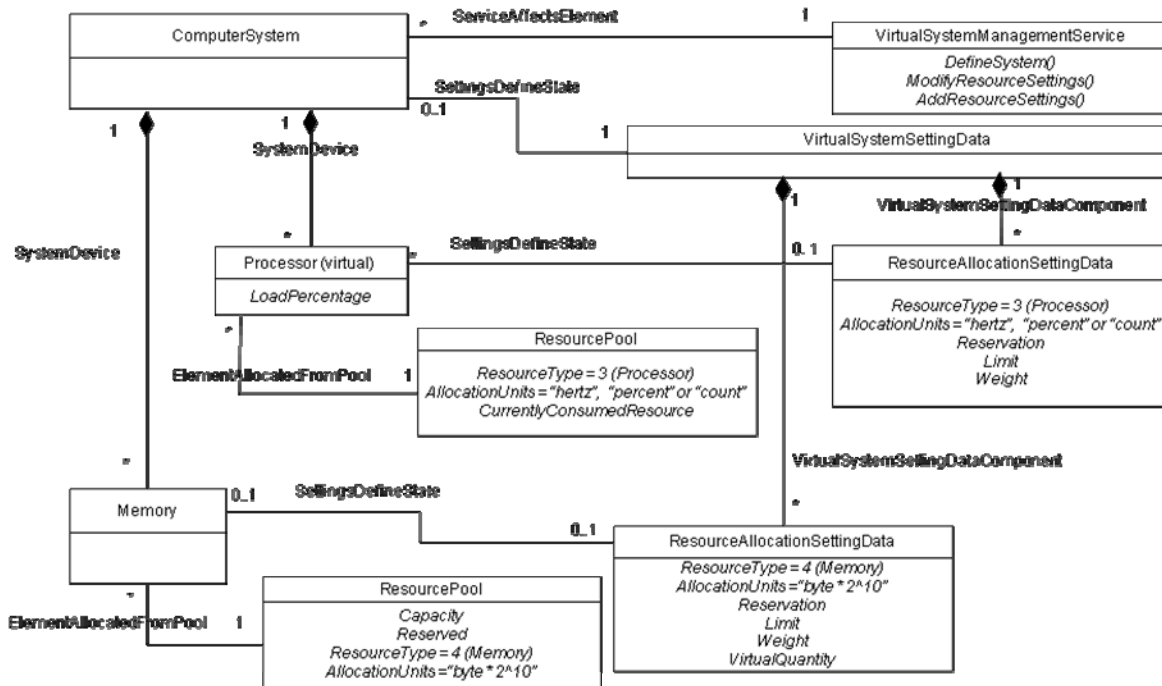 ServiceAffectsElement
*
1
ComputerSystem
VirtualSystemManagementService
DefineSystem()
ModifyResourceSettings()
AddResourceSettings()
SettingsDefineState
0..1
1
VirtualSystemSettingData
1
1
SystemDevice
1
1
VirtualSystemSettingDataComponent
SystemDevice
*
*
SettingsDefineState
*
0..1
Processor (virtual)
LoadPercentage
ResourceAllocationSettingData
ResourceType = 3 (Processor)
AllocationUnits = "hertz", "percent" or "count"
Reservation
Limit
Weight
*
ResourcePool
ResourceType = 3 (Processor)
AllocationUnits = "hertz", "percent" or "count"
CurrentlyConsumedResource
ElementAllocatedFromPool
1
VirtualSystemSettingDataComponent
*
*
0..1
SettingsDefineState
0..1
Memory
ResourceAllocationSettingData
ResourceType = 4 (Memory)
AllocationUnits = "byte * 2^10"
Reservation
Limit
Weight
VirtualQuantity
*
ElementAllocatedFromPool
1
ResourcePool
Capacity
Reserved
ResourceType = 4 (Memory)
AllocationUnits = "byte * 2^10"